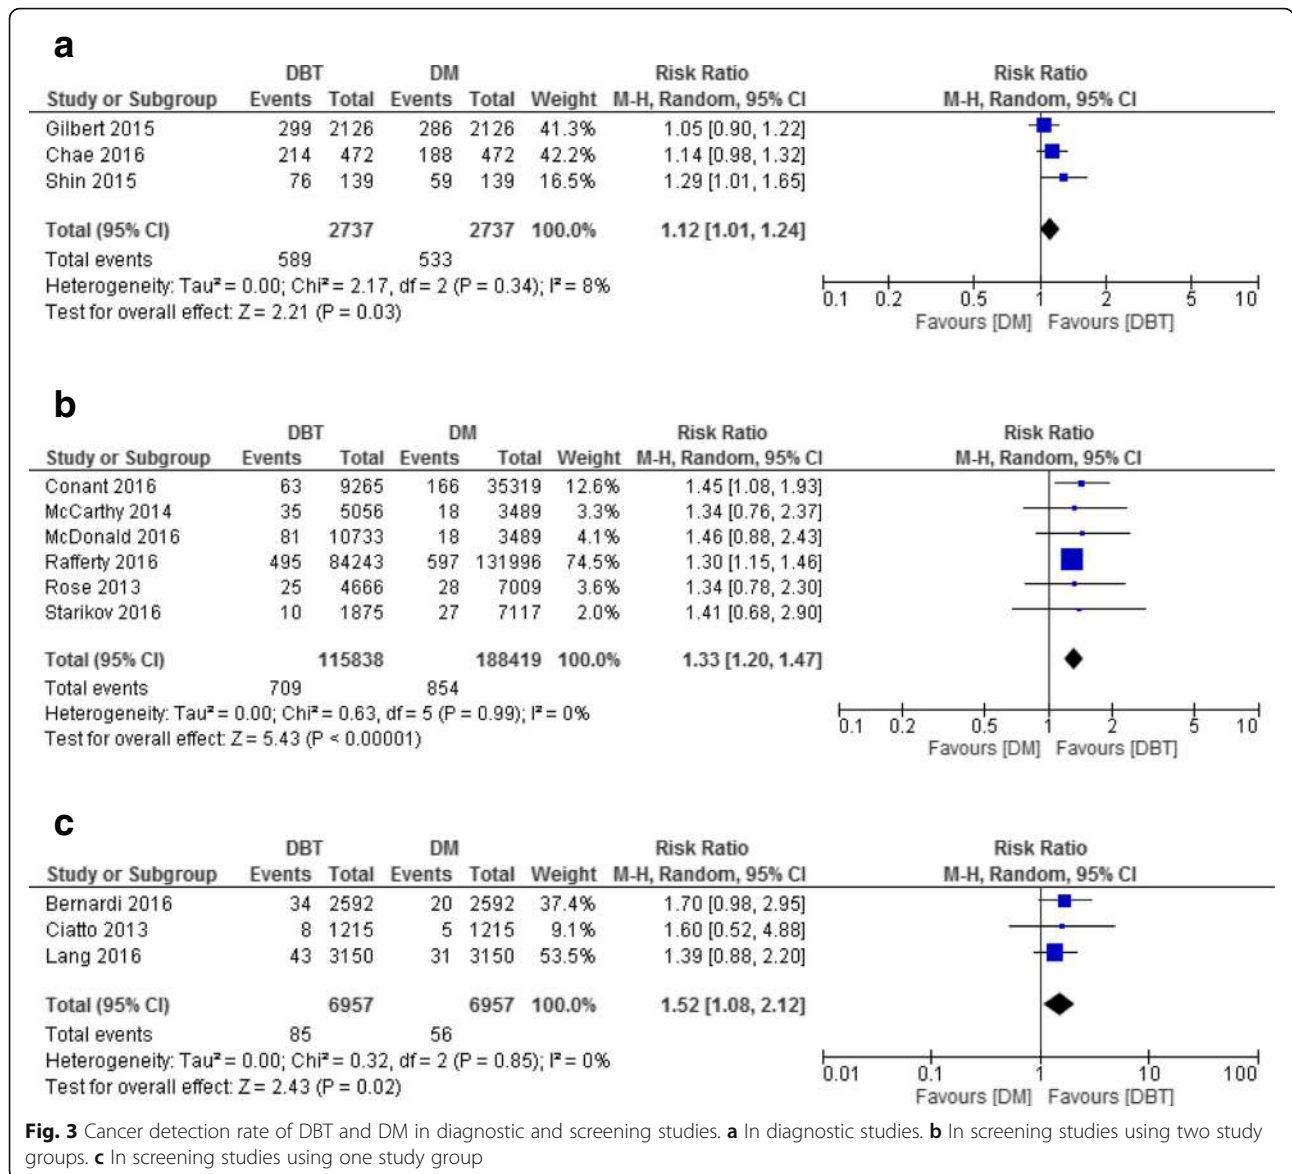 a
DBT DM Risk Ratio Risk Ratio
Study or Subgroup Events Total Events Total Weight M-H, Random, 95% CI M-H, Random, 95% CI
Gilbert 2015 299 2126 286 2126 41.3% 1.05 [0.90, 1.22]
Chae 2016 214 472 188 472 42.2% 1.14 [0.98, 1.32]
Shin 2015 76 139 59 139 16.5% 1.29 [1.01, 1.65]
Total (95% CI) 2737 2737 100.0% 1.12 [1.01, 1.24]
Total events 589 533
Heterogeneity: Tau² = 0.00; Chi² = 2.17, df = 2 (P = 0.34); I² = 8%
Test for overall effect: Z = 2.21 (P = 0.03)
0.1 0.2 0.5 1 2 5 10
Favours [DM] Favours [DBT]
b
DBT DM Risk Ratio Risk Ratio
Study or Subgroup Events Total Events Total Weight M-H, Random, 95% CI M-H, Random, 95% CI
Conant 2016 63 9265 166 35319 12.6% 1.45 [1.08, 1.93]
McCarthy 2014 35 5056 18 3489 3.3% 1.34 [0.76, 2.37]
McDonald 2016 81 10733 18 3489 4.1% 1.46 [0.88, 2.43]
Rafferty 2016 495 84243 597 131996 74.5% 1.30 [1.15, 1.46]
Rose 2013 25 4666 28 7009 3.6% 1.34 [0.78, 2.30]
Starikov 2016 10 1875 27 7117 2.0% 1.41 [0.68, 2.90]
Total (95% CI) 115838 188419 100.0% 1.33 [1.20, 1.47]
Total events 709 854
Heterogeneity: Tau² = 0.00; Chi² = 0.63, df = 5 (P = 0.99); I² = 0%
Test for overall effect: Z = 5.43 (P < 0.00001)
0.1 0.2 0.5 1 2 5 10
Favours [DM] Favours [DBT]
c
DBT DM Risk Ratio Risk Ratio
Study or Subgroup Events Total Events Total Weight M-H, Random, 95% CI M-H, Random, 95% CI
Bernardi 2016 34 2592 20 2592 37.4% 1.70 [0.98, 2.95]
Ciatto 2013 8 1215 5 1215 9.1% 1.60 [0.52, 4.88]
Lang 2016 43 3150 31 3150 53.5% 1.39 [0.88, 2.20]
Total (95% CI) 6957 6957 100.0% 1.52 [1.08, 2.12]
Total events 85 56
Heterogeneity: Tau² = 0.00; Chi² = 0.32, df = 2 (P = 0.85); I² = 0%
Test for overall effect: Z = 2.43 (P = 0.02)
0.01 0.1 1 10 100
Favours [DM] Favours [DBT]
Fig. 3 Cancer detection rate of DBT and DM in diagnostic and screening studies. a In diagnostic studies. b In screening studies using two study
groups. c In screening studies using one study group